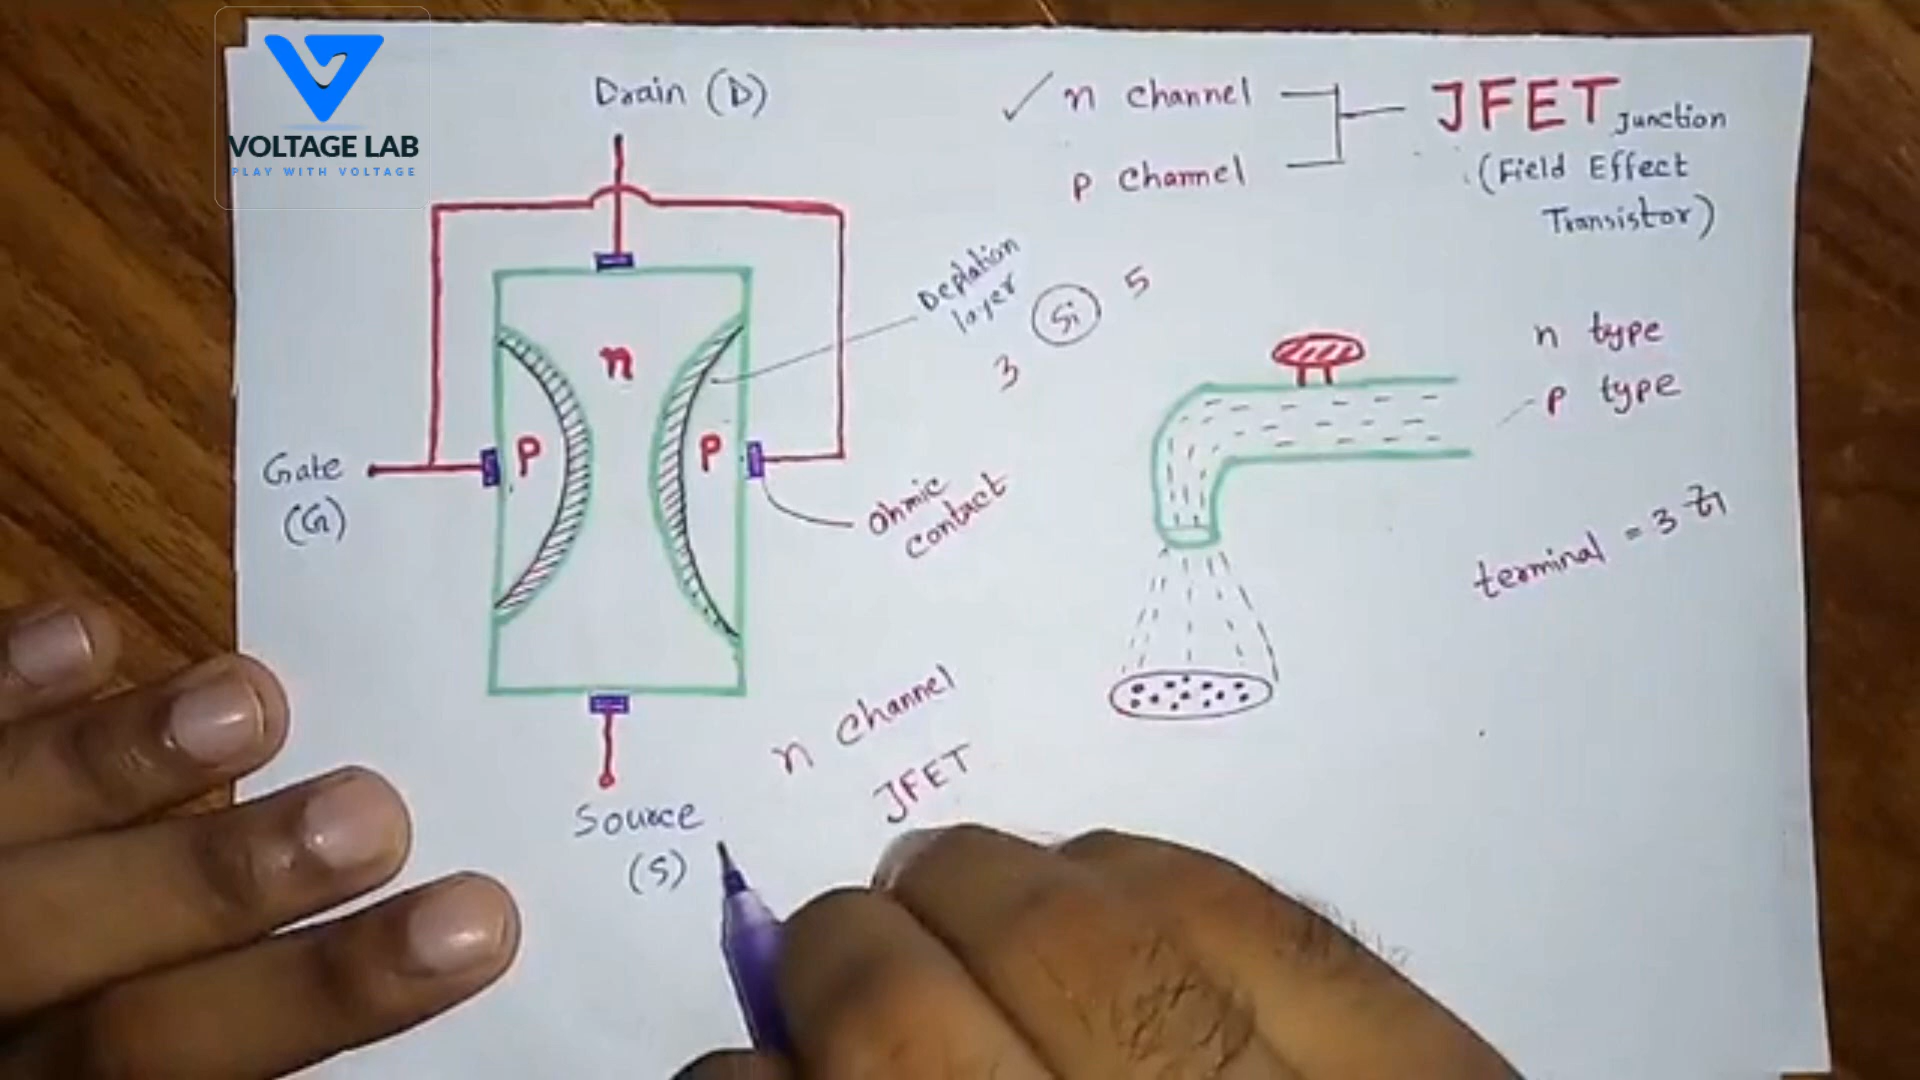 VOLTAGE LAB
PLAY WITH VOLTAGE
Drain (D)
n channel
p channel
JFET
Junction
(Field Effect
Transistor)
Deplation
layer
Si
5
3
n
p
p
Gate
(G)
ohmic
contact
n type
p type
terminal = 3 टा
n channel
JFET
Source
(S)